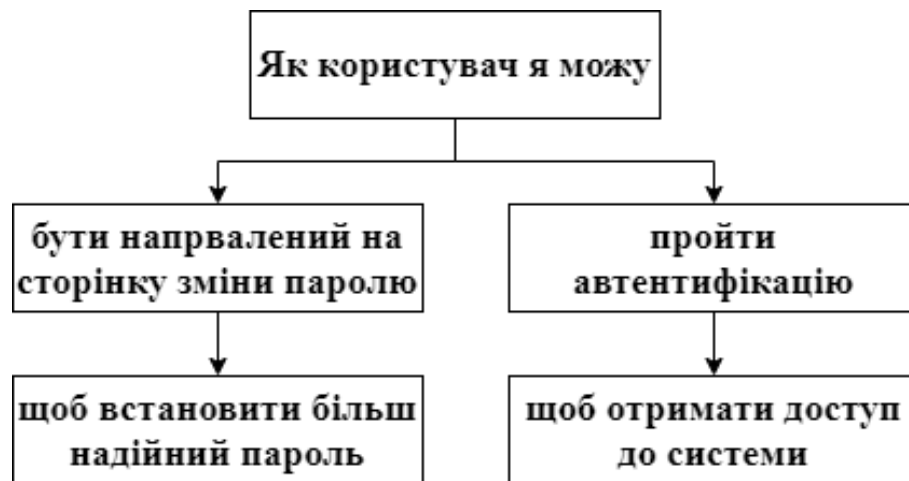 Як користувач я можу
бути напрвалений на
сторінку зміни паролю
пройти
автентифікацію
щоб встановити більш
надійний пароль
щоб отримати доступ
до системи